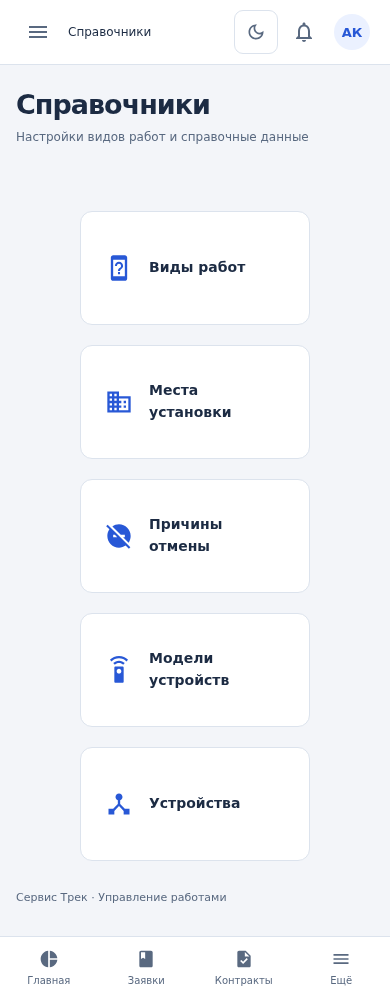 Справочники
АК
Справочники
Настройки видов работ и справочные данные
Виды работ
Места
установки
Причины
отмены
Модели
устройств
Устройства
Сервис Трек · Управление работами
Главная
Заявки
Контракты
Ещё